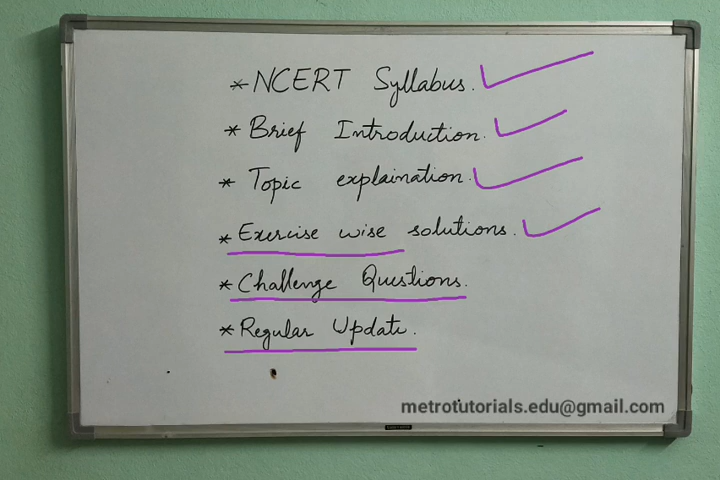 * NCERT Syllabus.
* Brief Introduction.
* Topic explaination.
* Exercise wise solutions.
* Challenge Questions.
* Regular Update.
metrotutorials.edu@gmail.com